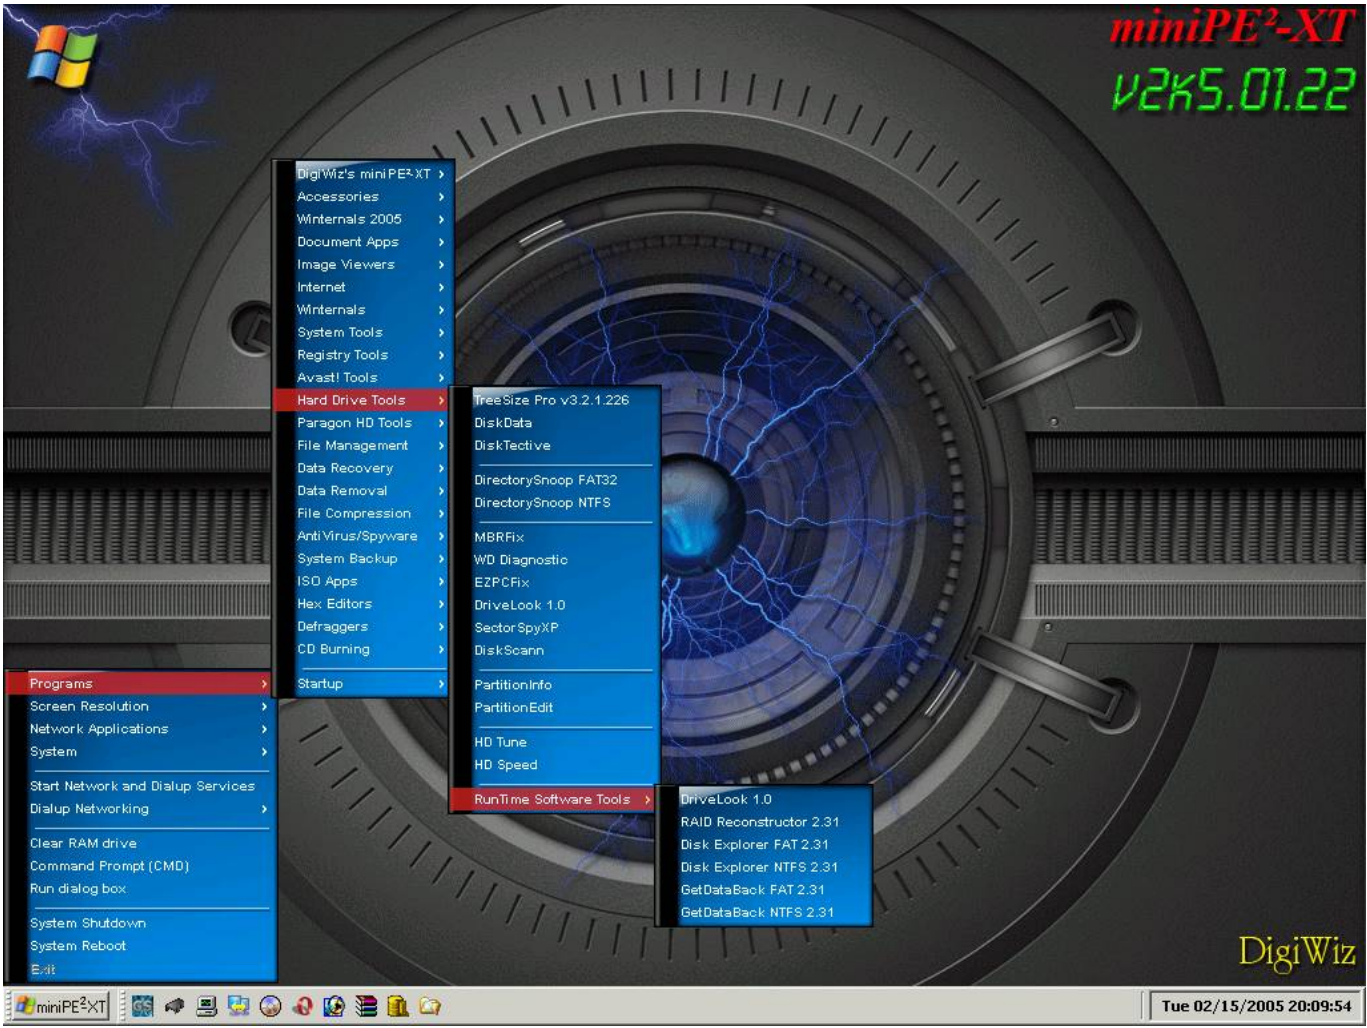 miniPE²-XT
v2k5.01.22
DigiWiz's miniPE²XT
Accessories
Winternals 2005
Document Apps
Image Viewers
Internet
Winternals
System Tools
Registry Tools
Avast! Tools
Hard Drive Tools
Paragon HD Tools
File Management
Data Recovery
Data Removal
File Compression
AntiVirus/Spyware
System Backup
ISO Apps
Hex Editors
Defraggers
CD Burning
Startup
TreeSize Pro v3.2.1.226
DiskData
DiskTective
DirectorySnoop FAT32
DirectorySnoop NTFS
MBRFix
WD Diagnostic
EZPCFix
DriveLook 1.0
SectorSpyXP
DiskScann
PartitionInfo
PartitionEdit
HD Tune
HD Speed
RunTime Software Tools
DriveLook 1.0
RAID Reconstructor 2.31
Disk Explorer FAT 2.31
Disk Explorer NTFS 2.31
GetDataBack FAT 2.31
GetDataBack NTFS 2.31
Programs
Screen Resolution
Network Applications
System
Start Network and Dialup Services
Dialup Networking
Clear RAM drive
Command Prompt (CMD)
Run dialog box
System Shutdown
System Reboot
Exit
DigiWiz
miniPE²XT
GS
Tue 02/15/2005 20:09:54